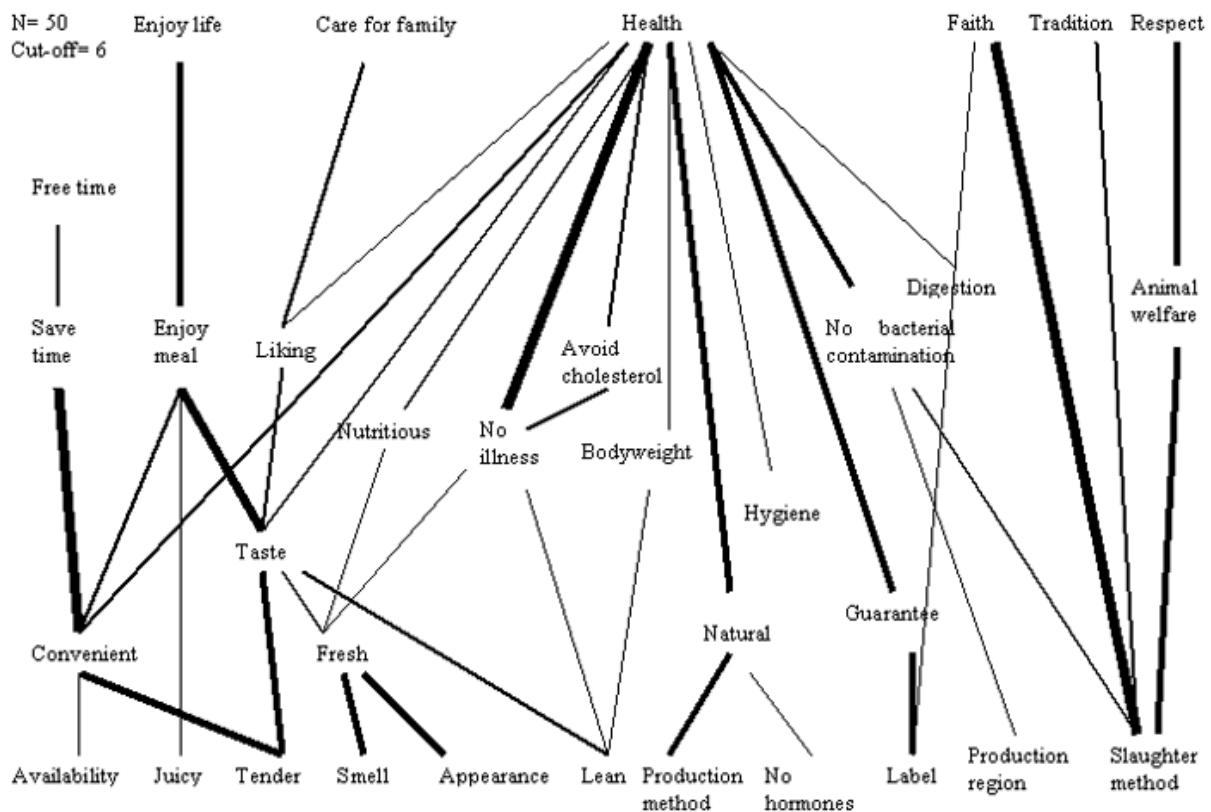 N= 50
Cut-off= 6
Enjoy life
Care for family
Health
Faith
Tradition
Respect
Free time
Save
time
Enjoy
meal
Liking
Avoid
cholesterol
Digestion
No bacterial
contamination
Animal
welfare
Nutritious
No
illness
Bodyweight
Hygiene
Taste
Convenient
Fresh
Natural
Guarantee
Availability
Juicy
Tender
Smell
Appearance
Lean
Production
method
No
hormones
Label
Production
region
Slaughter
method